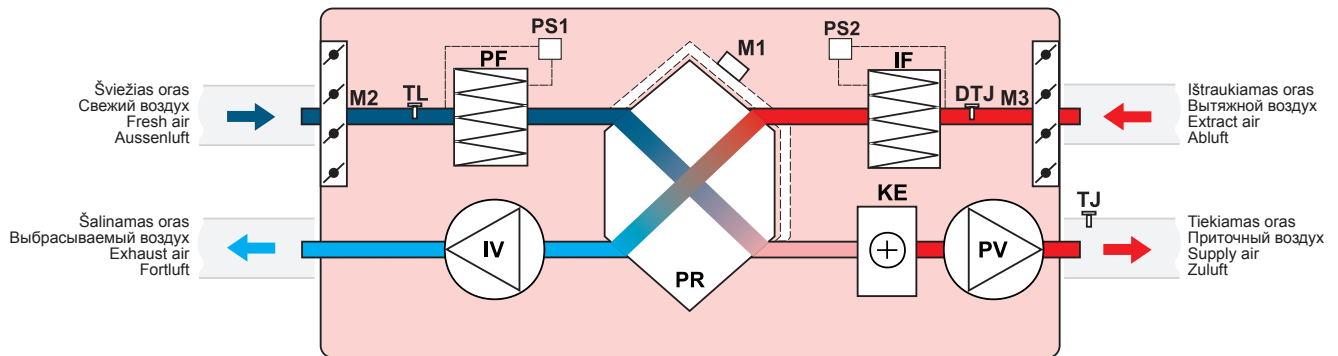 PS1
PS2
M1
PF
IF
Šviežias oras
Свежий воздух
Fresh air
Aussenluft
M2
TL
DTJ
M3
Ištraukiamas oras
Вытяжной воздух
Extract air
Abluft
Šalinamas oras
Выбрасываемый воздух
Exhaust air
Fortluft
IV
PR
KE
PV
TJ
Tiekiamas oras
Приточный воздух
Supply air
Zuluft